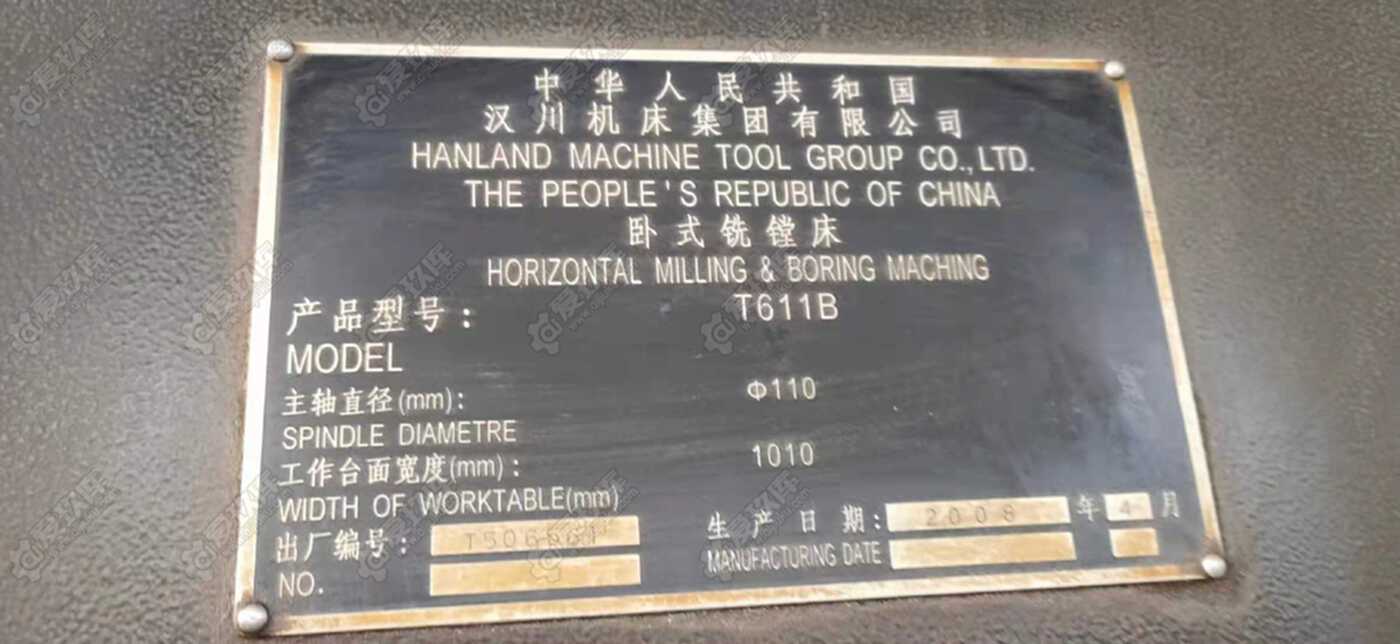 中华人民共和国
汉川机床集团有限公司
HANLAND MACHINE TOOL GROUP CO.,LTD.
THE PEOPLE'S REPUBLIC OF CHINA
卧式铣镗床
HORIZONTAL MILLING & BORING MACHING
产品型号: T611B
MODEL
主轴直径(mm): Φ110
SPINDLE DIAMETRE
工作台面宽度(mm): 1010
WIDTH OF WORKTABLE(mm)
出厂编号:
NO.
生产日期: 2008 年 4 月
MANUFACTURING DATE